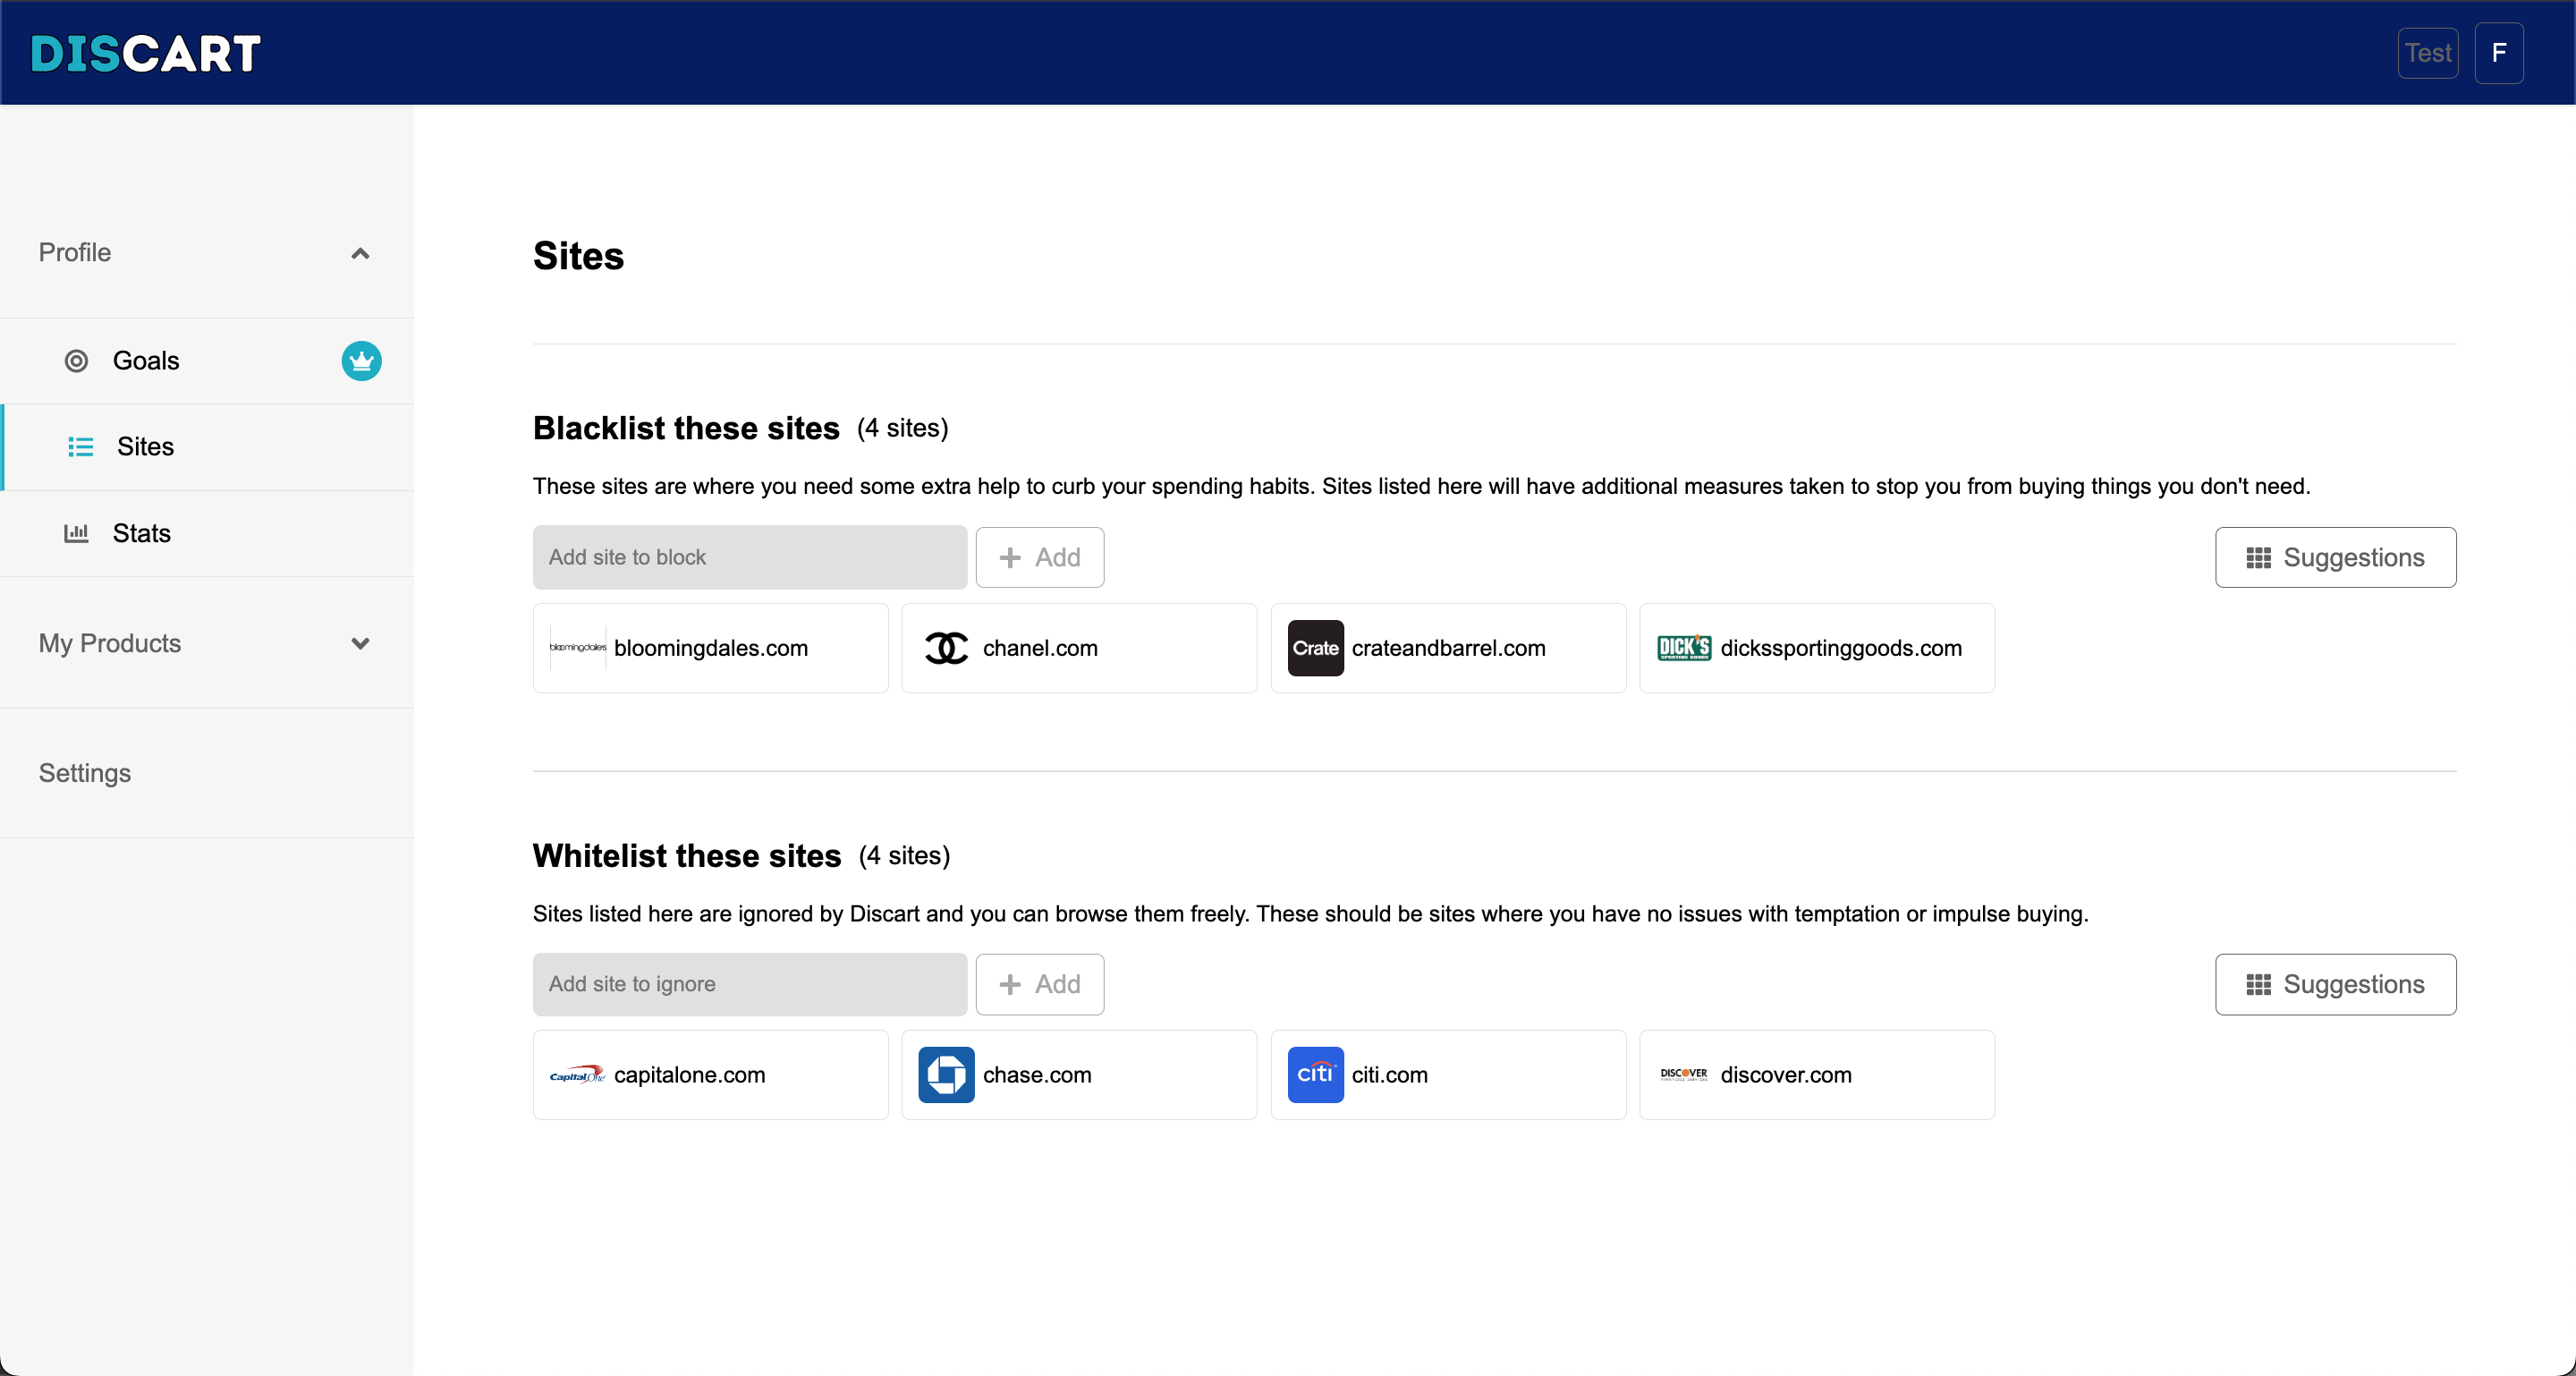 DISCART
Test
F
Profile
Goals
Sites
Stats
My Products
Settings
Sites
Blacklist these sites (4 sites)
These sites are where you need some extra help to curb your spending habits. Sites listed here will have additional measures taken to stop you from buying things you don't need.
Add site to block
Add
Suggestions
bloomingdales bloomingdales.com
chanel.com
Crate crateandbarrel.com
DICK'S SPORTING GOODS dickssportinggoods.com
Whitelist these sites (4 sites)
Sites listed here are ignored by Discart and you can browse them freely. These should be sites where you have no issues with temptation or impulse buying.
Add site to ignore
Add
Suggestions
Capital One capitalone.com
chase.com
citi citi.com
DISCOVER discover.com